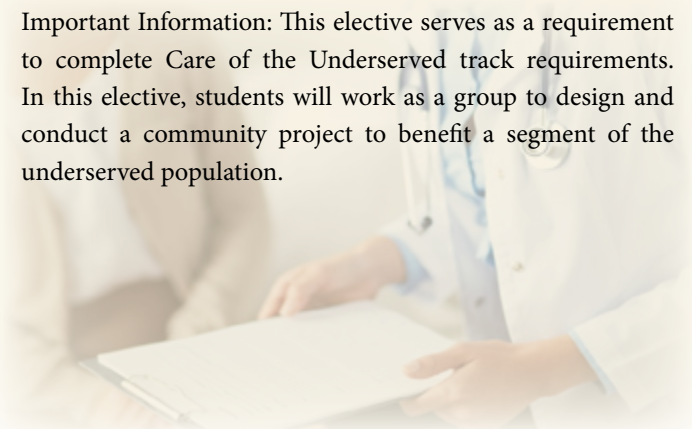 Important Information: This elective serves as a requirement
to complete Care of the Underserved track requirements.
In this elective, students will work as a group to design and
conduct a community project to benefit a segment of the
underserved population.